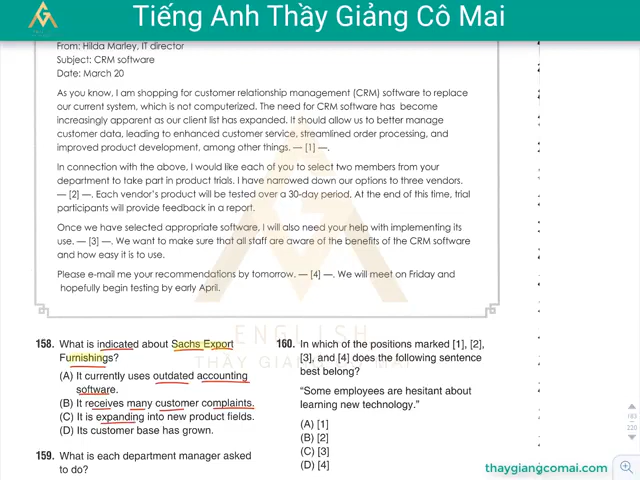 Tiếng Anh Thầy Giảng Cô Mai
From: Hilda Marley, IT director
Subject: CRM software
Date: March 20
As you know, I am shopping for customer relationship management (CRM) software to replace
our current system, which is not computerized. The need for CRM software has become
increasingly apparent as our client list has expanded. It should allow us to better manage
customer data, leading to enhanced customer service, streamlined order processing, and
improved product development, among other things. — [1] —.
In connection with the above, I would like each of you to select two members from your
department to take part in product trials. I have narrowed down our options to three vendors.
— [2] —. Each vendor's product will be tested over a 30-day period. At the end of this time, trial
participants will provide feedback in a report.
Once we have selected appropriate software, I will also need your help with implementing its
use. — [3] —. We want to make sure that all staff are aware of the benefits of the CRM software
and how easy it is to use.
Please e-mail me your recommendations by tomorrow. — [4] —. We will meet on Friday and
hopefully begin testing by early April.
ENGLISH
THẦY GIẢNG CÔ MAI
158. What is indicated about Sachs Export
Furnishings?
(A) It currently uses outdated accounting
software.
(B) It receives many customer complaints.
(C) It is expanding into new product fields.
(D) Its customer base has grown.
159. What is each department manager asked
to do?
160. In which of the positions marked [1], [2],
[3], and [4] does the following sentence
best belong?
"Some employees are hesitant about
learning new technology."
(A) [1]
(B) [2]
(C) [3]
(D) [4]
220
thaygiangcomai.com